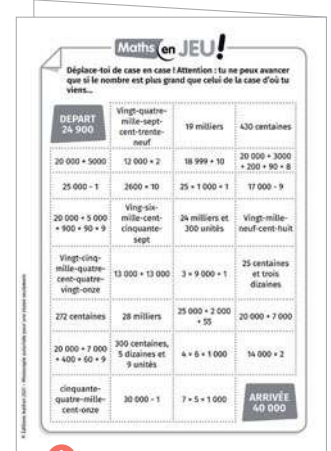 Maths en JEU!
Déplace-toi de case en case ! Attention : tu ne peux avancer
que si le nombre est plus grand que celui de la case d'où tu
viens...
DEPART
24 900
Vingt-quatre-
mille-sept-
cent-trente-
neuf
19 milliers
430 centaines
20 000 + 5000
12 000 × 2
18 999 + 10
20 000 + 3000
+ 200 + 90 + 8
25 000 - 1
2600 × 10
25 × 1 000 + 1
17 000 - 9
20 000 + 5 000
+ 900 + 90 + 9
Ving-six-
mille-cent-
cinquante-
sept
24 milliers et
300 unités
Vingt-mille-
neuf-cent-huit
Vingt-cinq-
mille-quatre-
cent-quatre-
vingt-onze
13 000 + 13 000
3 × 9 000 + 1
25 centaines
et trois
dizaines
272 centaines
28 milliers
25 000 + 2 000
+ 55
20 000 + 7 000
20 000 + 7 000
+ 400 + 60 + 9
300 centaines,
5 dizaines et
9 unités
4 × 6 × 1 000
14 000 × 2
cinquante-
quatre-mille-
cent-onze
30 000 - 1
7 × 5 × 1 000
ARRIVÉE
40 000